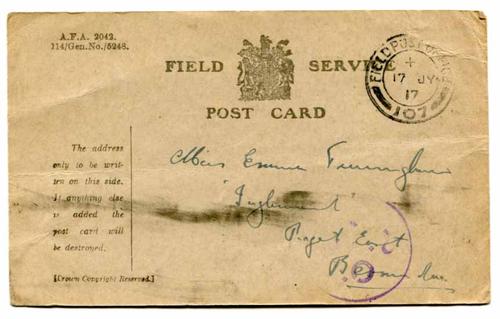 A.F.A. 2042.
114/Gen.No./5248.
FIELD SERVICE
POST CARD
FIELD POST OFFICE
17 JY
17
107
The address
only to be writ-
ten on this side.
If anything else
is added the
post card will
be destroyed.
[Crown Copyright Reserved.]
Miss Emma
Paget East
Bermuda